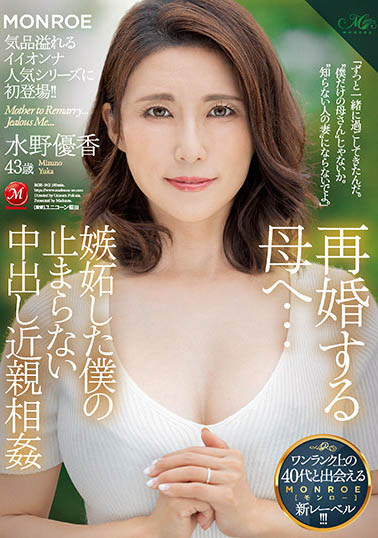 MONROE
MONROE
気品溢れる
イイオンナ
人気シリーズに
初登場!!
Mother to Remarry...
Jealous Me...
水野優香
43歳
Mizuno
Yuka
M
「ずっと一緒に過ごしてきたんだ。
“僕だけの母さん”じゃないか。
“知らない人の妻”にならないでよ」
再婚する
母へ…
嫉妬した僕の
止まらない
中出し近親相姦
ワンランク上の
40代と出会える
MONROE
[モンロー]
新レーベル!!!